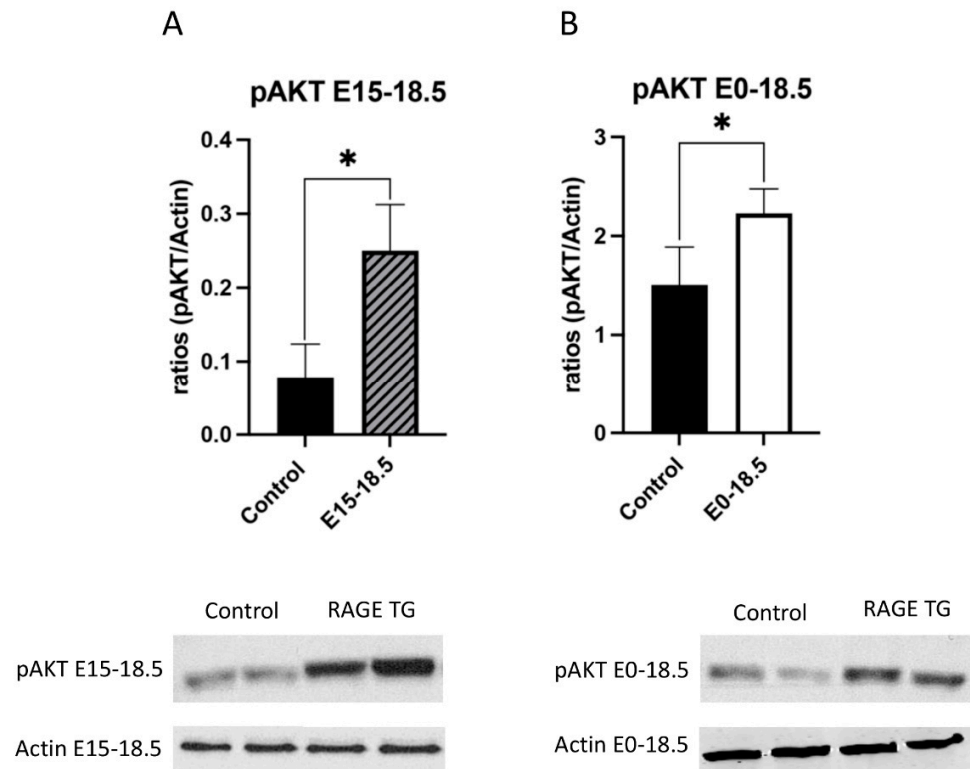 A
pAKT E15-18.5
*
ratios (pAKT/Actin)
0.4
0.3
0.2
0.1
0.0
Control
E15-18.5
B
pAKT E0-18.5
*
ratios (pAKT/Actin)
3
2
1
0
Control
E0-18.5
Control RAGE TG
pAKT E15-18.5
Actin E15-18.5
Control RAGE TG
pAKT E0-18.5
Actin E0-18.5